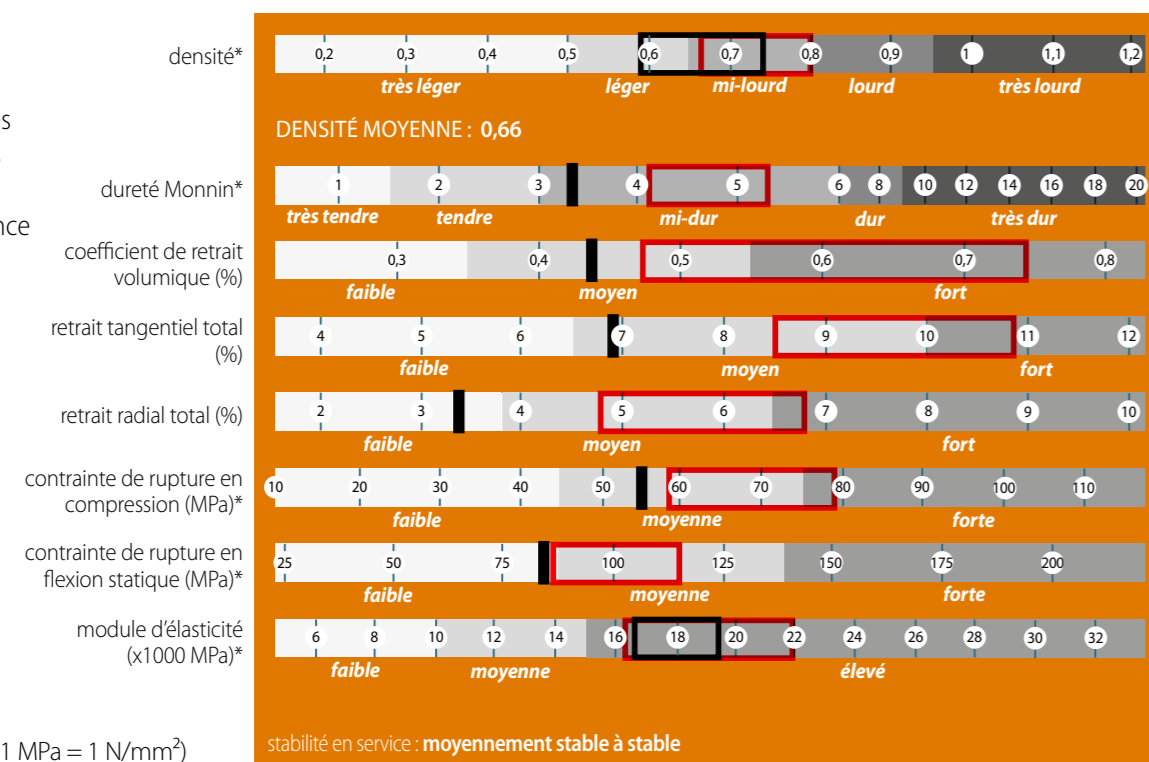 densité*
0,2 0,3 0,4 0,5 0,6 0,7 0,8 0,9 1 1,1 1,2
très léger léger mi-lourd lourd très lourd
DENSITÉ MOYENNE : 0,66
dureté Monnin*
1 2 3 4 5 6 8 10 12 14 16 18 20
très tendre tendre mi-dur dur très dur
coefficient de retrait
volumique (%)
0,3 0,4 0,5 0,6 0,7 0,8
faible moyen fort
retrait tangentiel total
(%)
4 5 6 7 8 9 10 11 12
faible moyen fort
retrait radial total (%)
2 3 4 5 6 7 8 9 10
faible moyen fort
contrainte de rupture en
compression (MPa)*
10 20 30 40 50 60 70 80 90 100 110
faible moyenne forte
contrainte de rupture en
flexion statique (MPa)*
25 50 75 100 125 150 175 200
faible moyenne forte
module d'élasticité
(x1000 MPa)*
6 8 10 12 14 16 18 20 22 24 26 28 30 32
faible moyenne élevé
stabilité en service : moyennement stable à stable
1 MPa = 1 N/mm²)